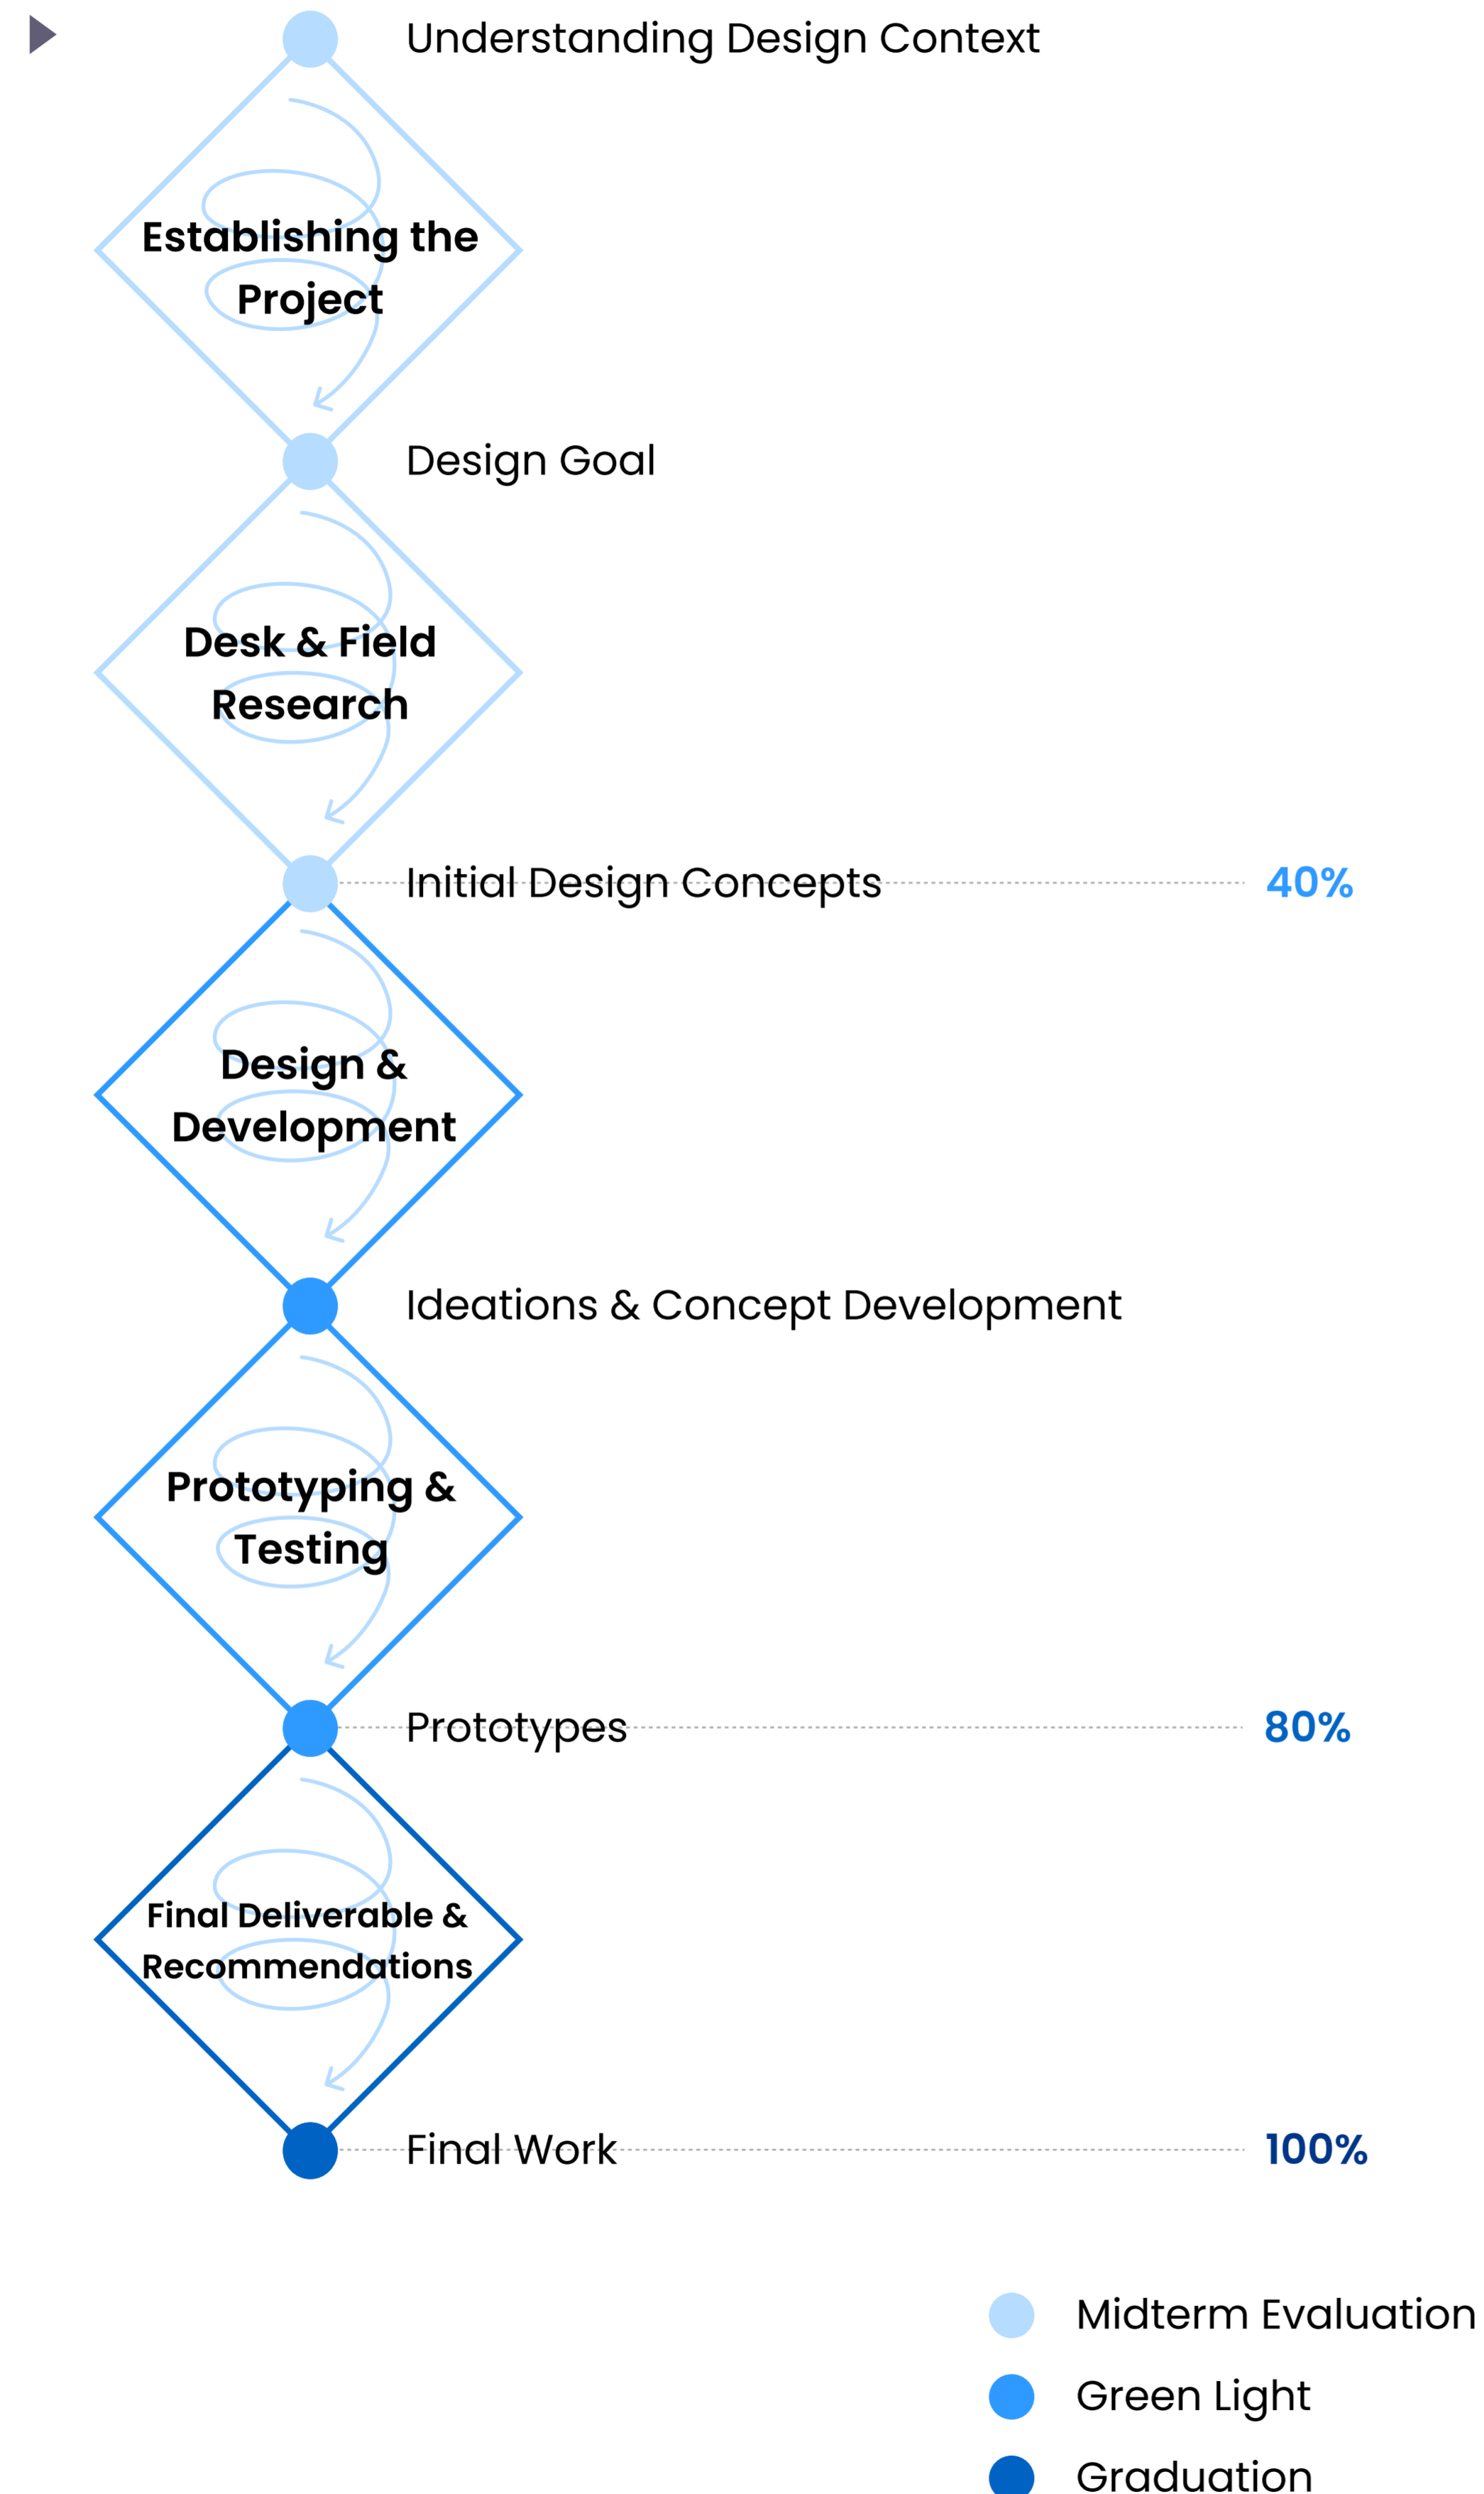 Understanding Design Context
Establishing the
Project
Design Goal
Desk & Field
Research
Initial Design Concepts
40%
Design &
Development
Ideations & Concept Development
Prototyping &
Testing
Prototypes
80%
Final Deliverable &
Recommendations
Final Work
100%
Midterm Evaluation
Green Light
Graduation